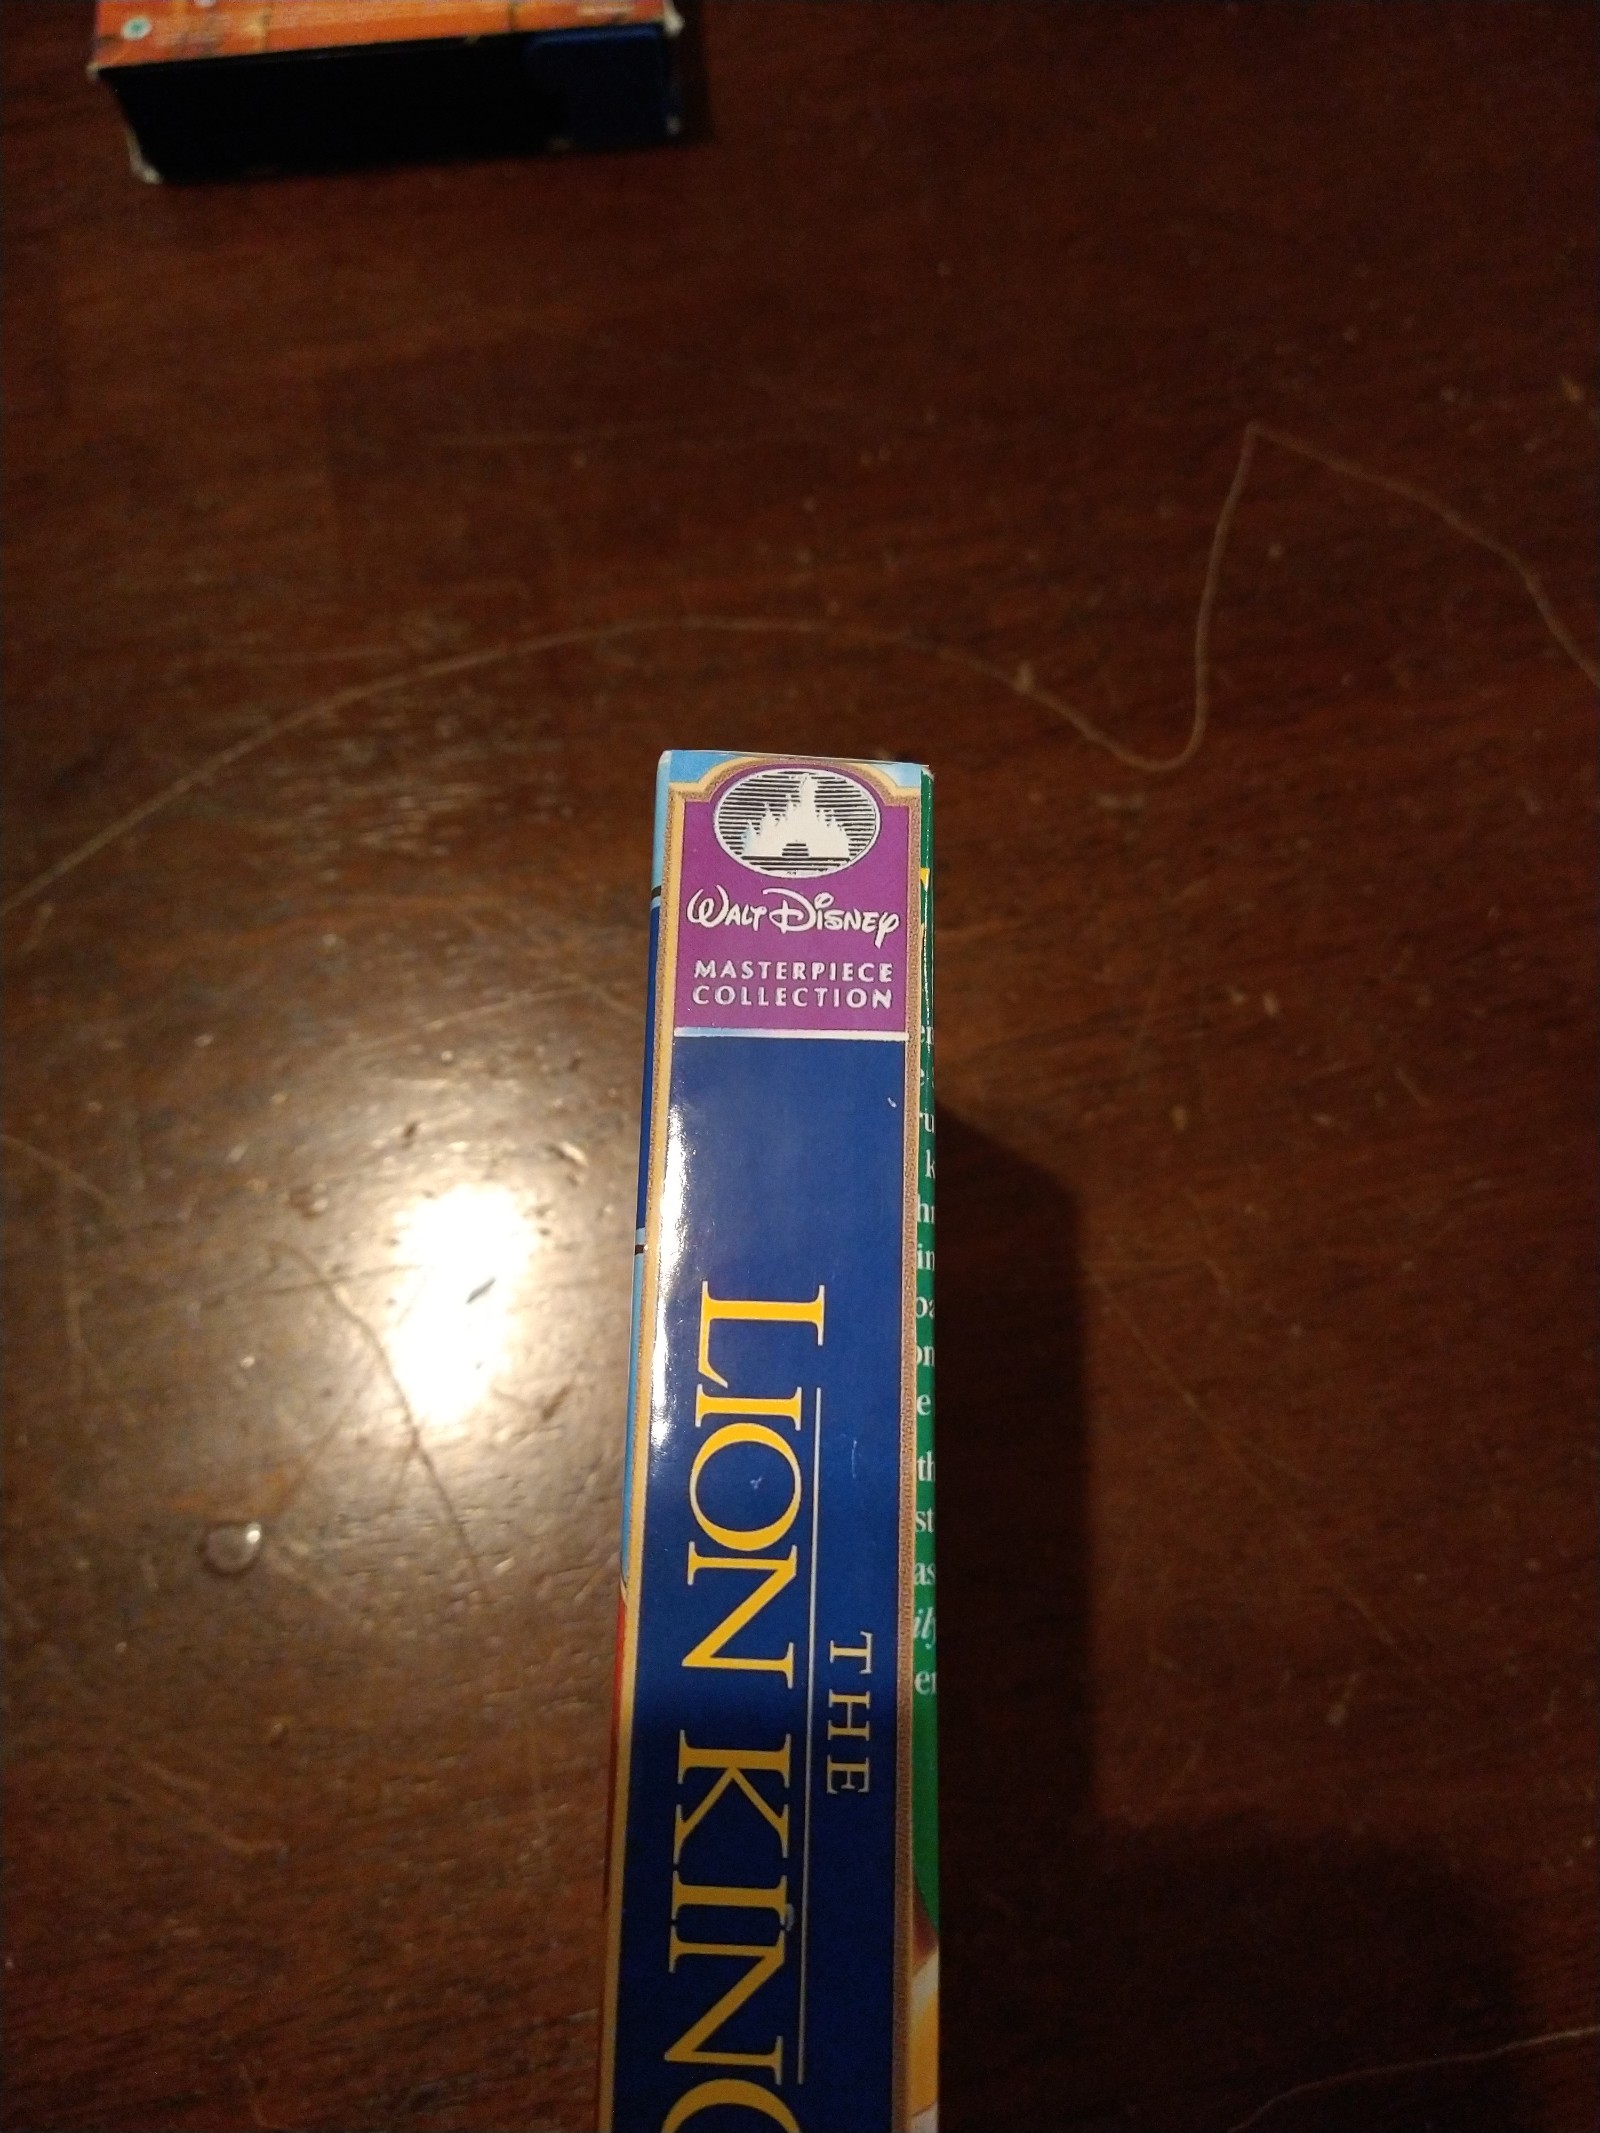 WALT DISNEY
MASTERPIECE
COLLECTION
THE
LION KING